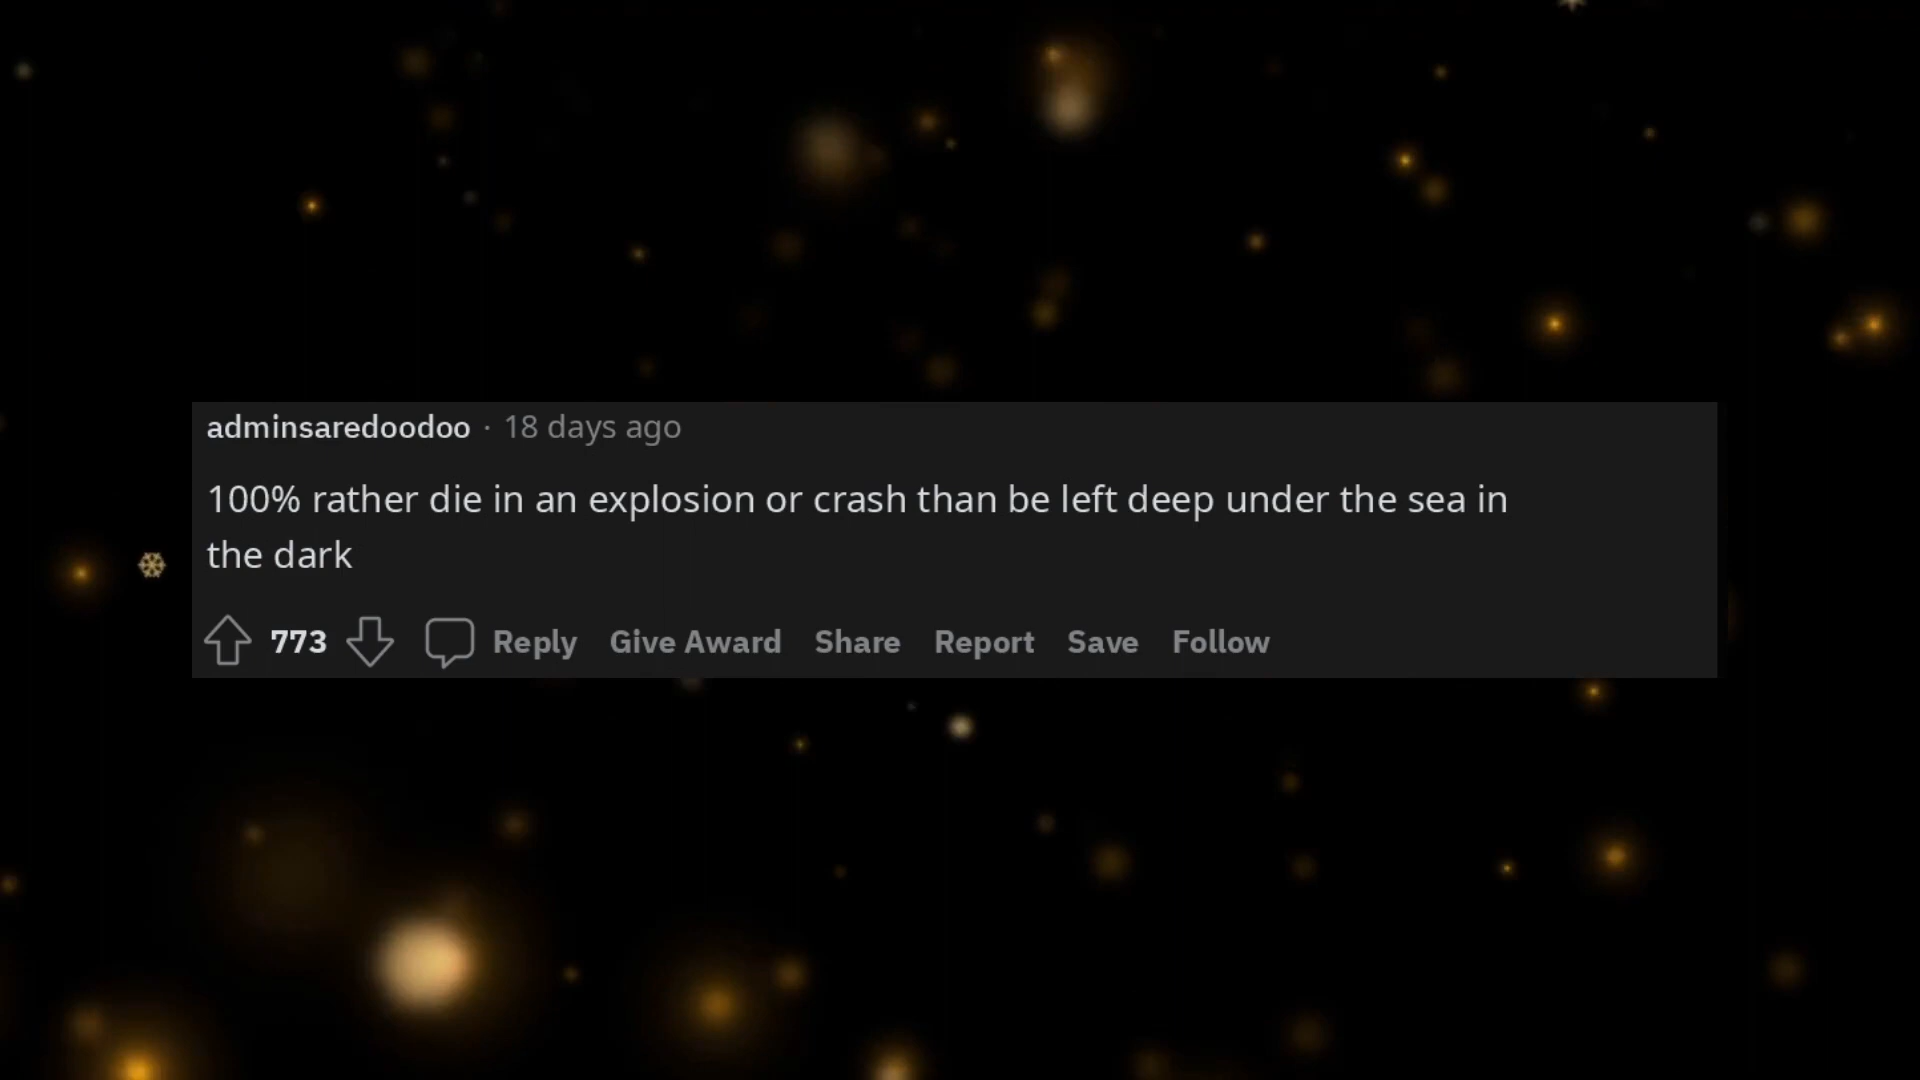 adminsaredoodoo · 18 days ago
100% rather die in an explosion or crash than be left deep under the sea in
the dark
773 Reply Give Award Share Report Save Follow